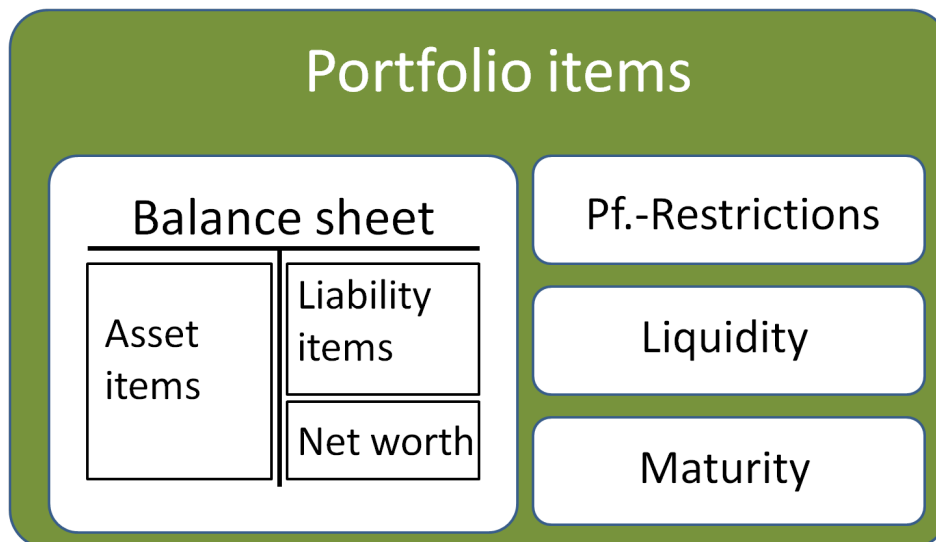 Portfolio items
Balance sheet
Asset
items
Liability
items
Net worth
Pf.-Restrictions
Liquidity
Maturity